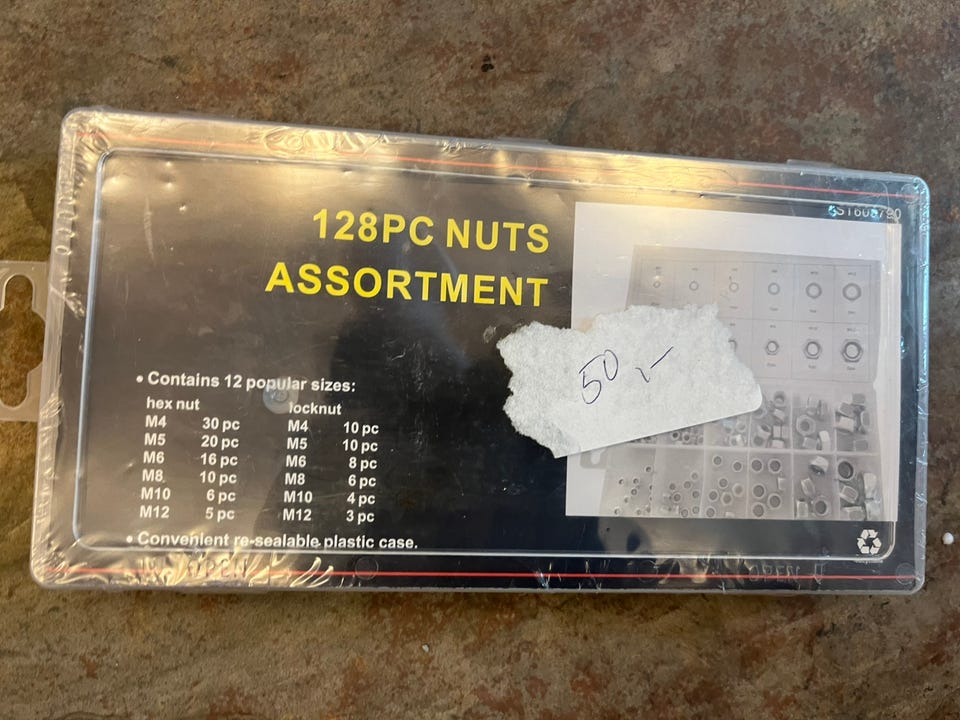 128PC NUTS
ASSORTMENT
50,-
• Contains 12 popular sizes:
hex nut locknut
M4 30 pc M4 10 pc
M5 20 pc M5 10 pc
M6 16 pc M6 8 pc
M8 10 pc M8 6 pc
M10 6 pc M10 4 pc
M12 5 pc M12 3 pc
• Convenient re-sealable plastic case.